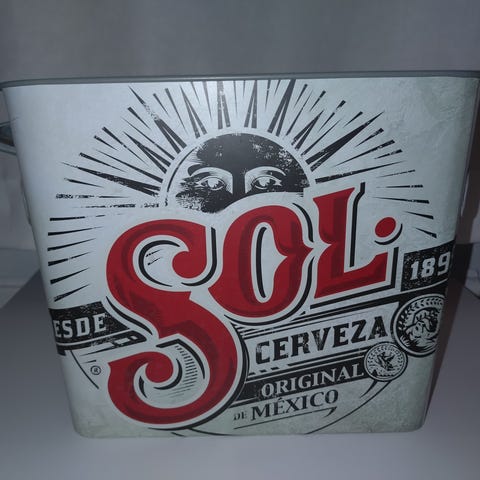 SOL.
ESDE
189
CERVEZA
ORIGINAL
DE MÉXICO
®